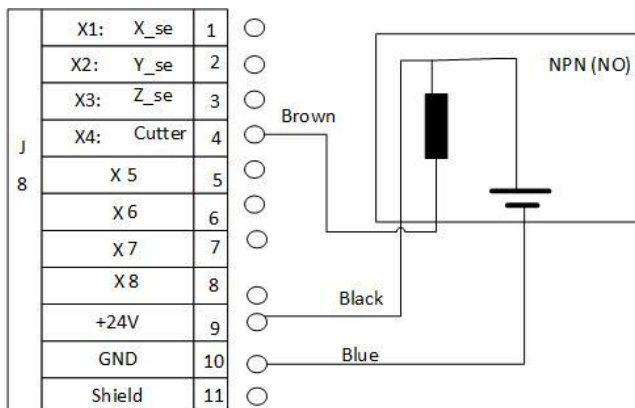 X1: X_se 1
X2: Y_se 2
X3: Z_se 3
X4: Cutter 4
X 5 5
X 6 6
X 7 7
X 8 8
+24V 9
GND 10
Shield 11
J
8
Brown
Black
Blue
NPN (NO)